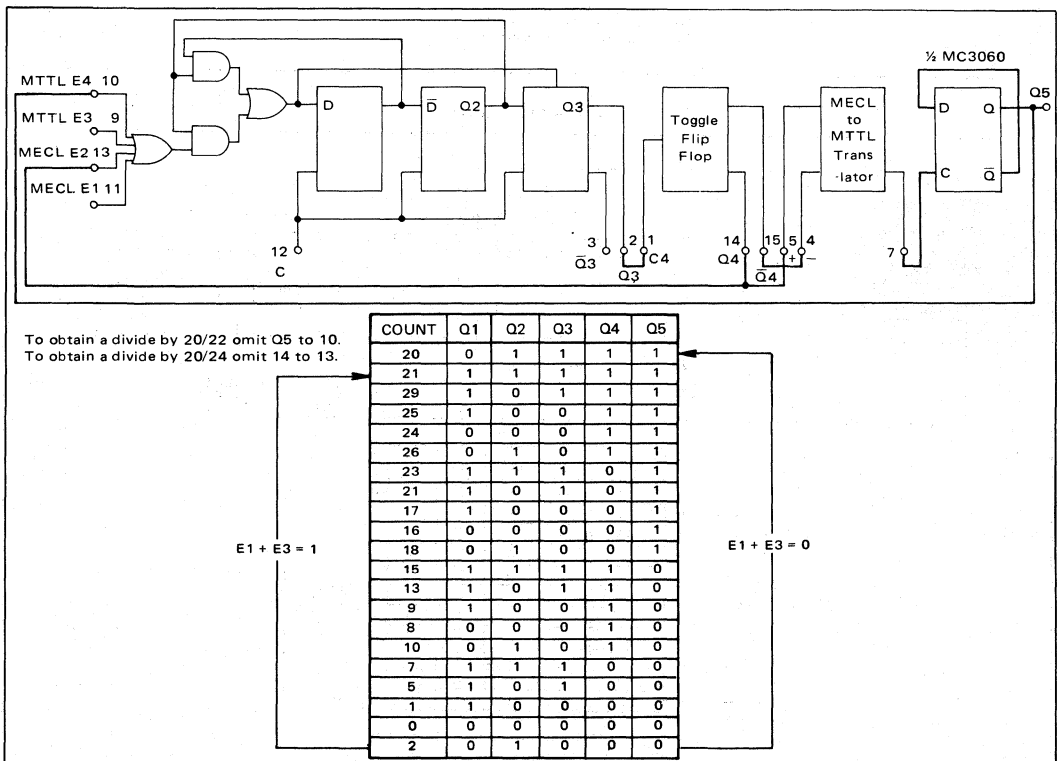 ½ MC3060
MTTL E4 10
MTTL E3 9
MECL E2 13
MECL E1 11
D
D̅ Q2
Q3
Toggle
Flip
Flop
MECL
to
MTTL
Trans
-lator
D Q
C Q̅
Q5
12
C
3
Q̅3
2
Q3
1
C4
14
Q4
15
Q̅4
5
+
4
–
7
To obtain a divide by 20/22 omit Q5 to 10.
To obtain a divide by 20/24 omit 14 to 13.
COUNT Q1 Q2 Q3 Q4 Q5
20 0 1 1 1 1
21 1 1 1 1 1
29 1 0 1 1 1
25 1 0 0 1 1
24 0 0 0 1 1
26 0 1 0 1 1
23 1 1 1 0 1
21 1 0 1 0 1
17 1 0 0 0 1
16 0 0 0 0 1
18 0 1 0 0 1
15 1 1 1 1 0
13 1 0 1 1 0
9 1 0 0 1 0
8 0 0 0 1 0
10 0 1 0 1 0
7 1 1 1 0 0
5 1 0 1 0 0
1 1 0 0 0 0
0 0 0 0 0 0
2 0 1 0 0 0
E1 + E3 = 1
E1 + E3 = 0